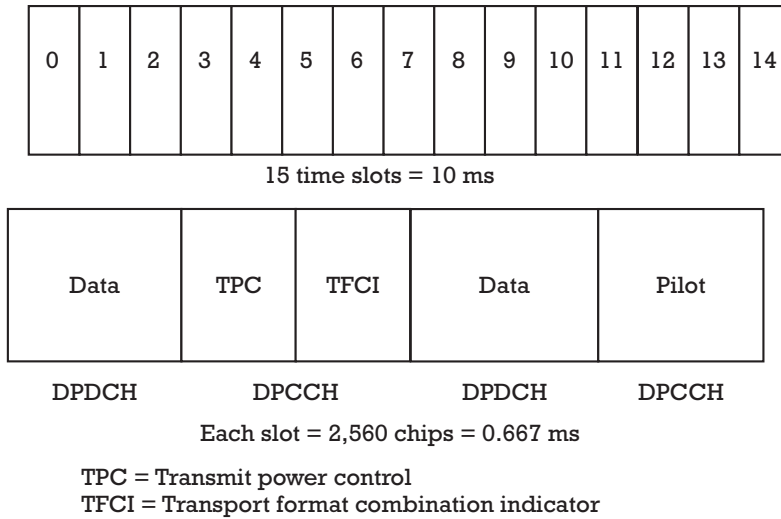 0 1 2 3 4 5 6 7 8 9 10 11 12 13 14
15 time slots = 10 ms
Data TPC TFCI Data Pilot
DPDCH DPCCH DPDCH DPCCH
Each slot = 2,560 chips = 0.667 ms
TPC = Transmit power control
TFCI = Transport format combination indicator